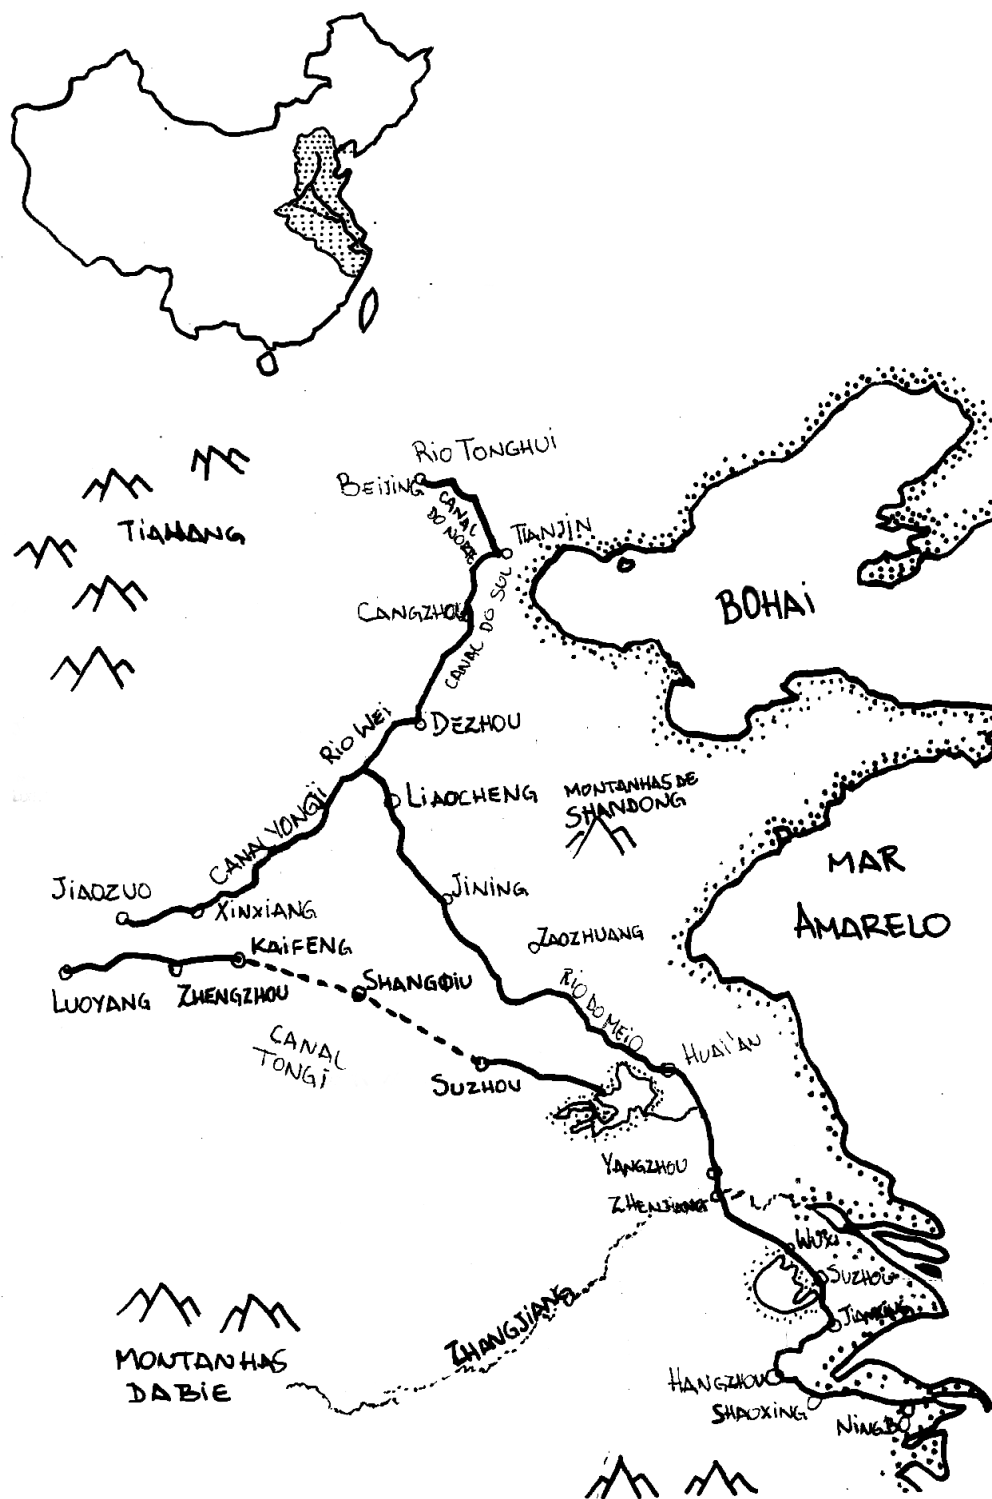 RIO TONGHUI
BEIJING
CANAL
DO NORTE
TIANJIN
TIAHANG
CANGZHOU
CANAL DO SUL
BOHAI
RIO WEI
DEZHOU
LIAOCHENG
MONTANHAS DE
SHANDONG
CANAL YONGJI
MAR
AMARELO
JIAOZUO
XINXIANG
JINING
ZAOZHUANG
KAIFENG
LUOYANG
ZHENGZHOU
SHANGQIU
RIO DO MEIO
CANAL
TONGI
HUAI'AN
SUZHOU
YANGZHOU
ZHENJIANG
WUXI
SUZHOU
ZHANGJIANG
JIAXING
MONTANHAS
DABIE
HANGZHOU
SHAOXING
NINGBO